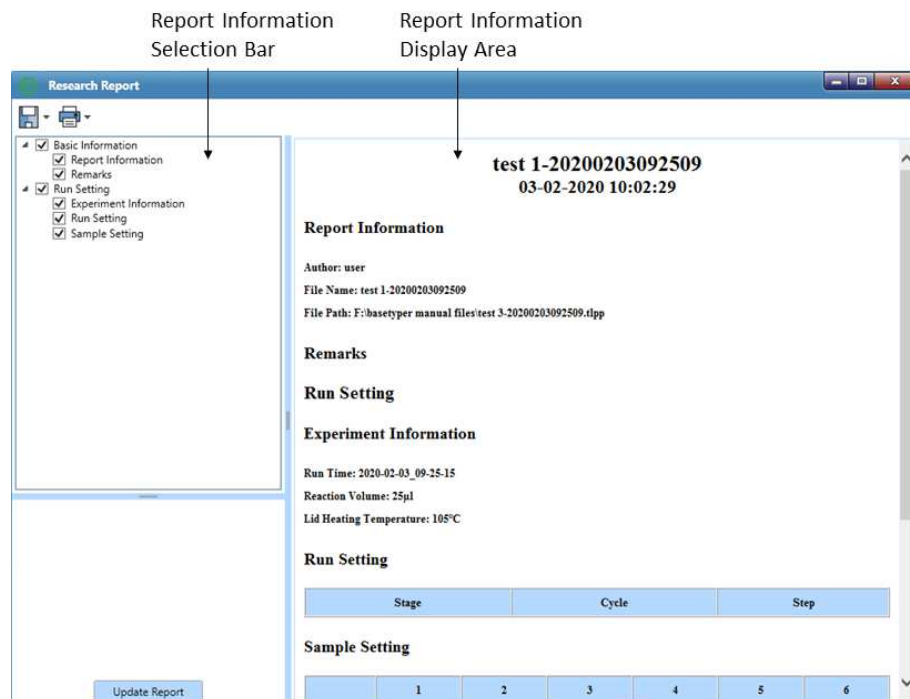 Report Information
Selection Bar
Report Information
Display Area
Research Report
Basic Information
Report Information
Remarks
Run Setting
Experiment Information
Run Setting
Sample Setting
Update Report
test 1-20200203092509
03-02-2020 10:02:29
Report Information
Author: user
File Name: test 1-20200203092509
File Path: F:\basetyper manual files\test 3-20200203092509.tlpp
Remarks
Run Setting
Experiment Information
Run Time: 2020-02-03_09-25-15
Reaction Volume: 25µl
Lid Heating Temperature: 105°C
Run Setting
Stage Cycle Step
Sample Setting
1 2 3 4 5 6